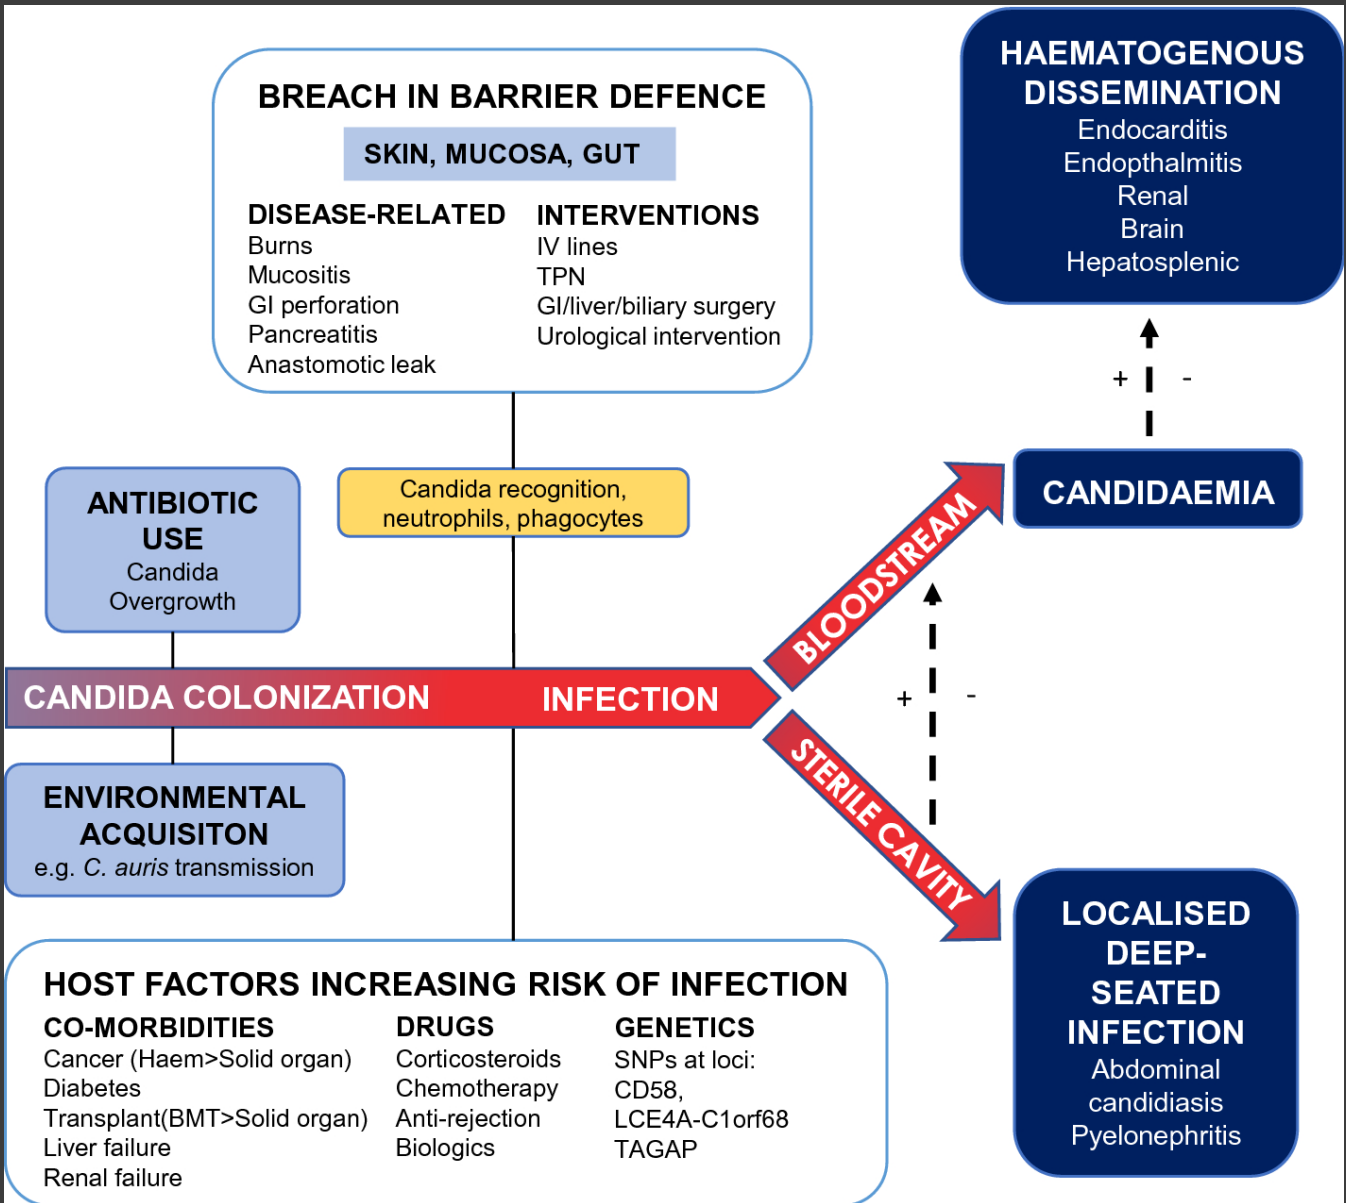 BREACH IN BARRIER DEFENCE
SKIN, MUCOSA, GUT
DISEASE-RELATED
Burns
Mucositis
GI perforation
Pancreatitis
Anastomotic leak
INTERVENTIONS
IV lines
TPN
GI/liver/biliary surgery
Urological intervention
HAEMATOGENOUS
DISSEMINATION
Endocarditis
Endopthalmitis
Renal
Brain
Hepatosplenic
+ -
ANTIBIOTIC
USE
Candida
Overgrowth
Candida recognition,
neutrophils, phagocytes
CANDIDAEMIA
BLOODSTREAM
CANDIDA COLONIZATION
INFECTION
+ -
STERILE CAVITY
ENVIRONMENTAL
ACQUISITON
e.g. C. auris transmission
LOCALISED
DEEP-
SEATED
INFECTION
Abdominal
candidiasis
Pyelonephritis
HOST FACTORS INCREASING RISK OF INFECTION
CO-MORBIDITIES
Cancer (Haem>Solid organ)
Diabetes
Transplant(BMT>Solid organ)
Liver failure
Renal failure
DRUGS
Corticosteroids
Chemotherapy
Anti-rejection
Biologics
GENETICS
SNPs at loci:
CD58,
LCE4A-C1orf68
TAGAP